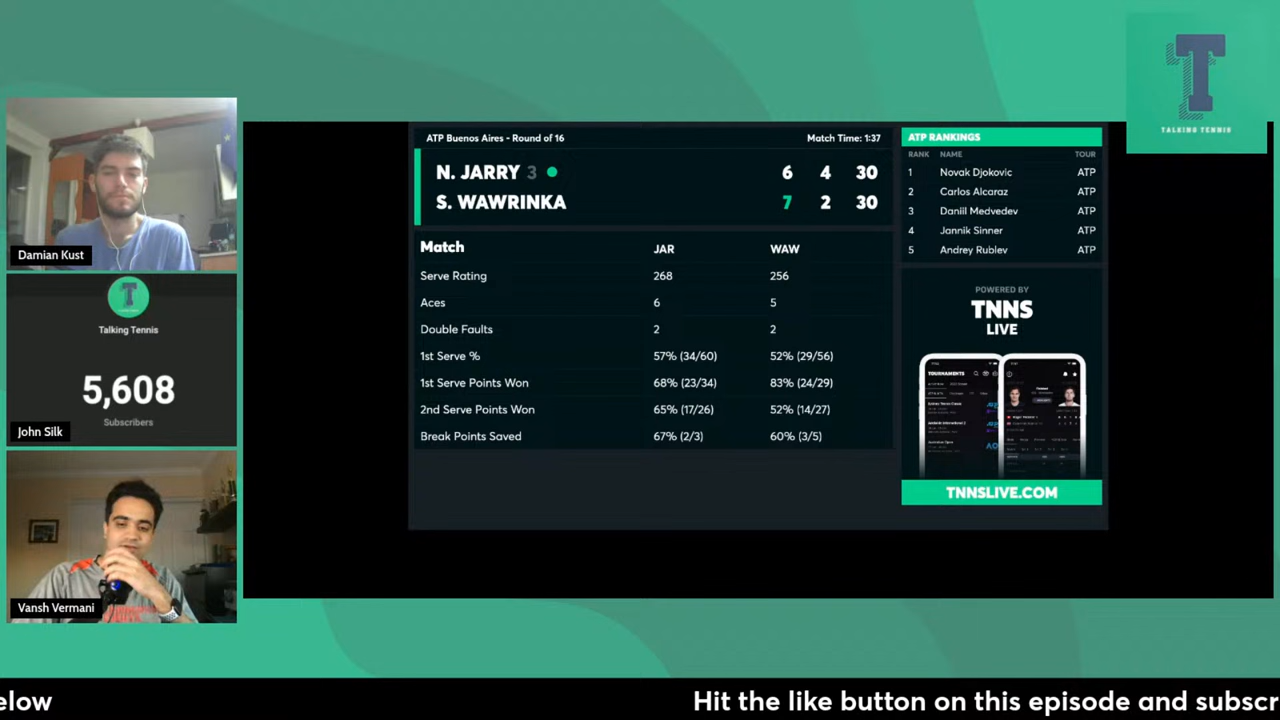 T
TALKING TENNIS
Damian Kust
T
Talking Tennis
5,608
Subscribers
John Silk
Vansh Vermani
ATP Buenos Aires - Round of 16 Match Time: 1:37
N. JARRY 3 6 4 30
S. WAWRINKA 7 2 30
Match JAR WAW
Serve Rating 268 256
Aces 6 5
Double Faults 2 2
1st Serve % 57% (34/60) 52% (29/56)
1st Serve Points Won 68% (23/34) 83% (24/29)
2nd Serve Points Won 65% (17/26) 52% (14/27)
Break Points Saved 67% (2/3) 60% (3/5)
ATP RANKINGS
RANK NAME TOUR
1 Novak Djokovic ATP
2 Carlos Alcaraz ATP
3 Daniil Medvedev ATP
4 Jannik Sinner ATP
5 Andrey Rublev ATP
POWERED BY
TNNS
LIVE
TOURNAMENTS
TNNSLIVE.COM
elow Hit the like button on this episode and subscr